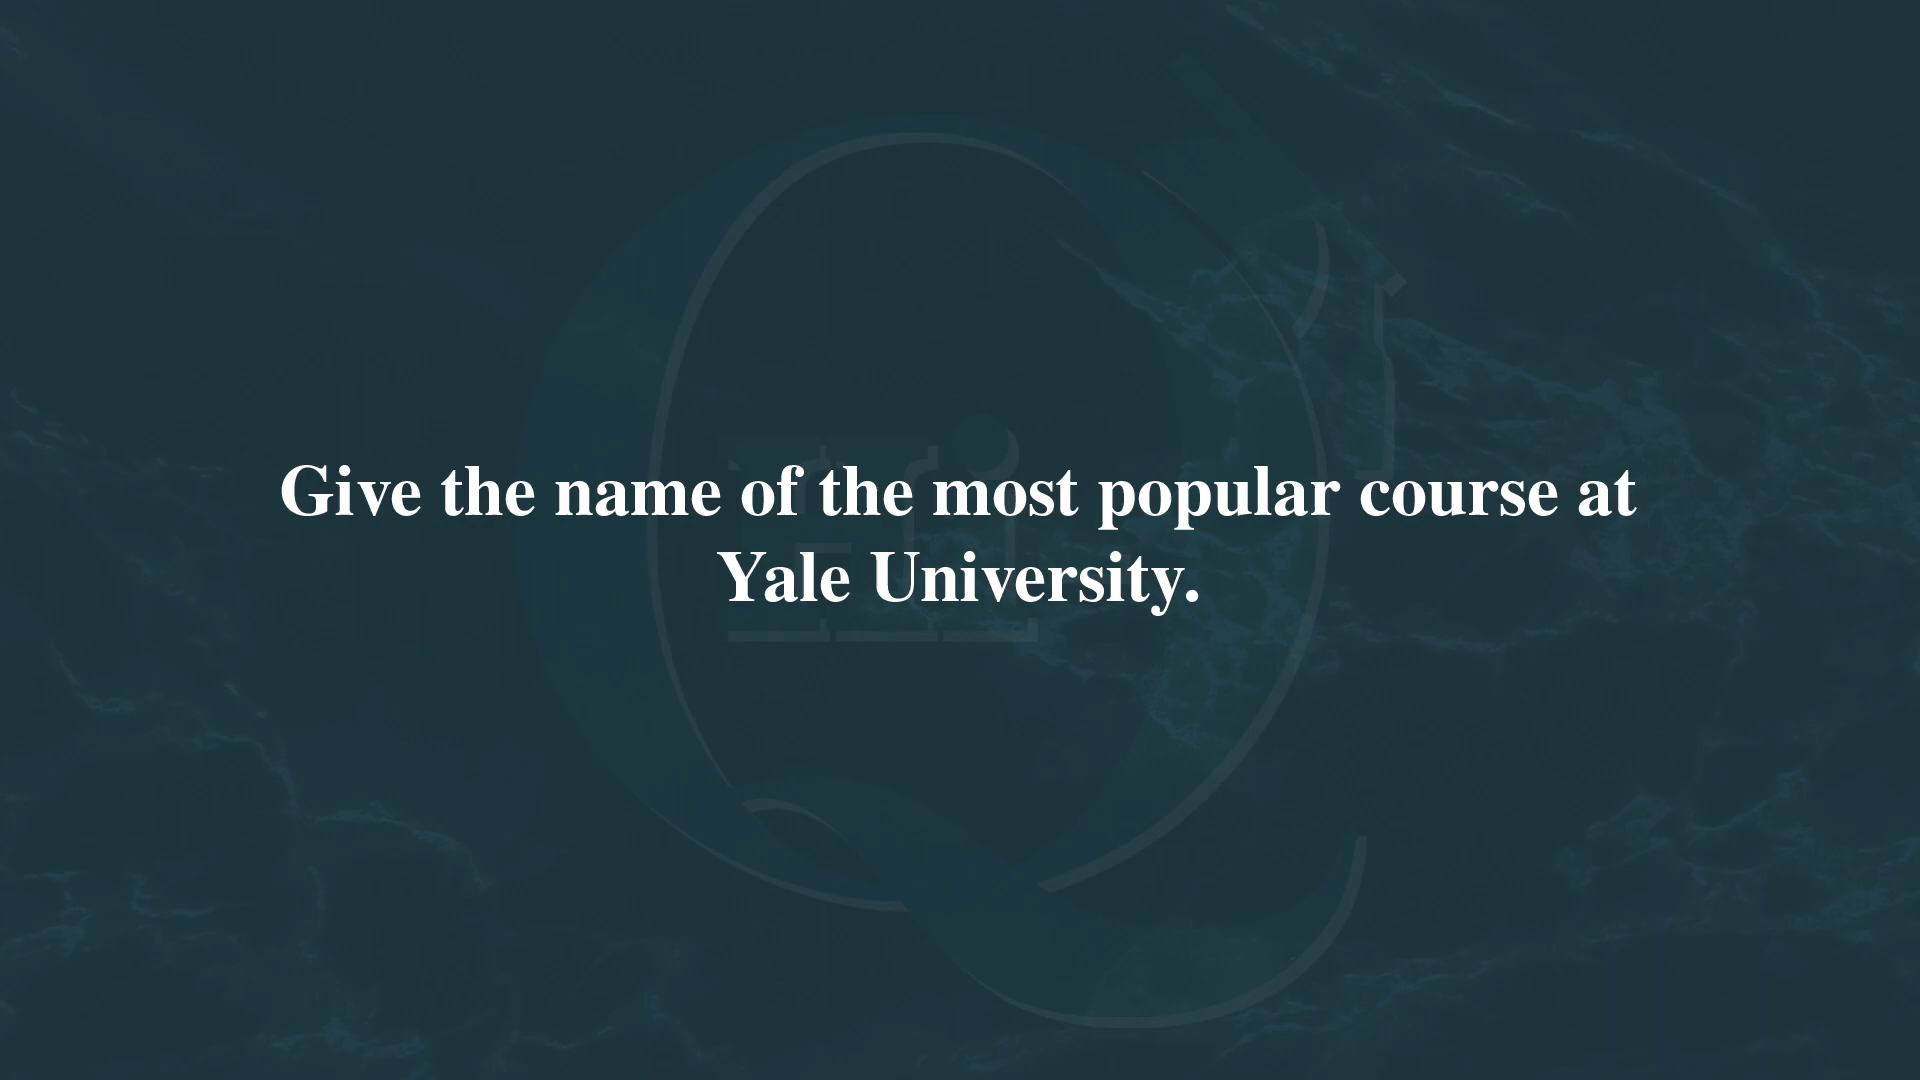 Give the name of the most popular course at
Yale University.